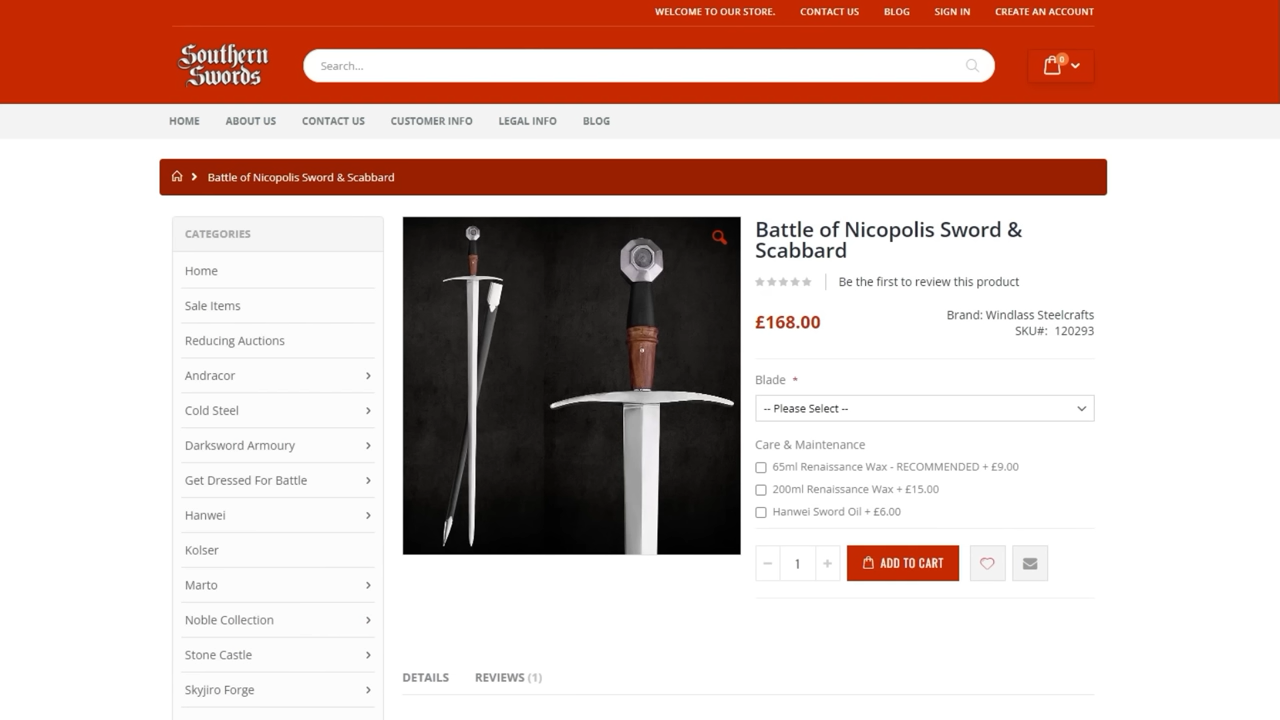 WELCOME TO OUR STORE. CONTACT US BLOG SIGN IN CREATE AN ACCOUNT
Southern
Swords
Search...
0
HOME ABOUT US CONTACT US CUSTOMER INFO LEGAL INFO BLOG
Battle of Nicopolis Sword & Scabbard
CATEGORIES
Home
Sale Items
Reducing Auctions
Andracor
Cold Steel
Darksword Armoury
Get Dressed For Battle
Hanwei
Kolser
Marto
Noble Collection
Stone Castle
Skyjiro Forge
Battle of Nicopolis Sword &
Scabbard
Be the first to review this product
£168.00
Brand: Windlass Steelcrafts
SKU#: 120293
Blade *
-- Please Select --
Care & Maintenance
65ml Renaissance Wax - RECOMMENDED + £9.00
200ml Renaissance Wax + £15.00
Hanwei Sword Oil + £6.00
− 1 + ADD TO CART
DETAILS REVIEWS (1)